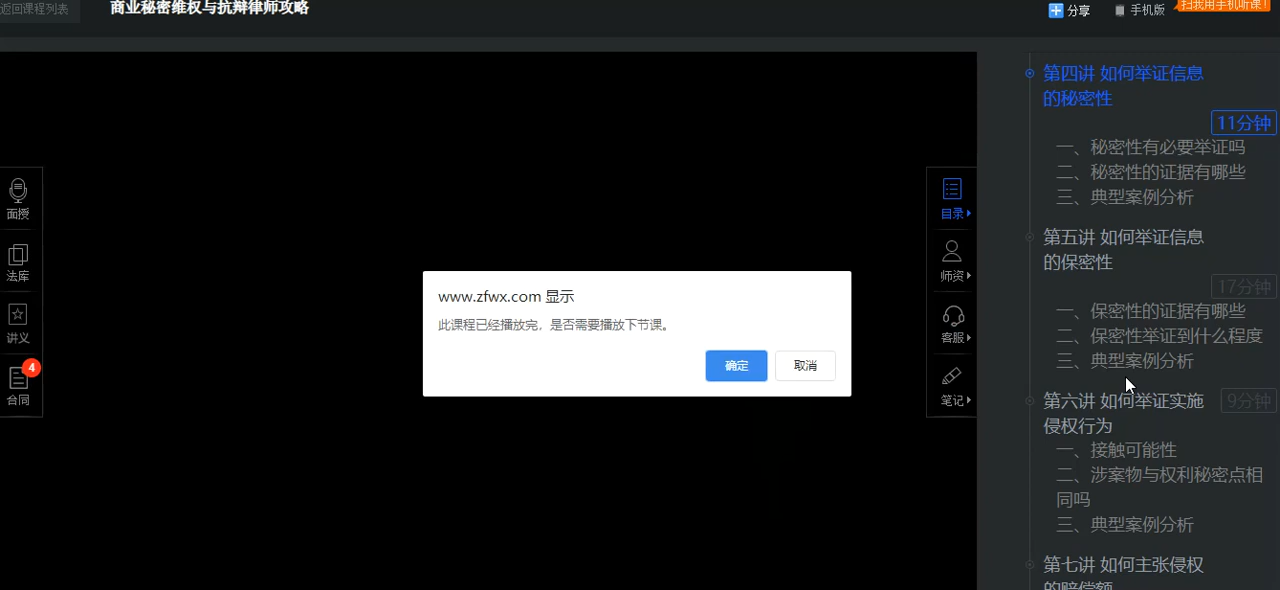 返回课程列表
商业秘密维权与抗辩律师攻略
分享
手机版
扫我用手机听课!
第四讲 如何举证信息
的秘密性
11分钟
一、秘密性有必要举证吗
二、秘密性的证据有哪些
三、典型案例分析
第五讲 如何举证信息
的保密性
17分钟
一、保密性的证据有哪些
二、保密性举证到什么程度
三、典型案例分析
第六讲 如何举证实施
9分钟
侵权行为
一、接触可能性
二、涉案物与权利秘密点相
同吗
三、典型案例分析
第七讲 如何主张侵权
的赔偿额
面授
法库
讲义
4
合同
目录
师资
客服
笔记
www.zfwx.com 显示
此课程已经播放完，是否需要播放下节课。
确定
取消